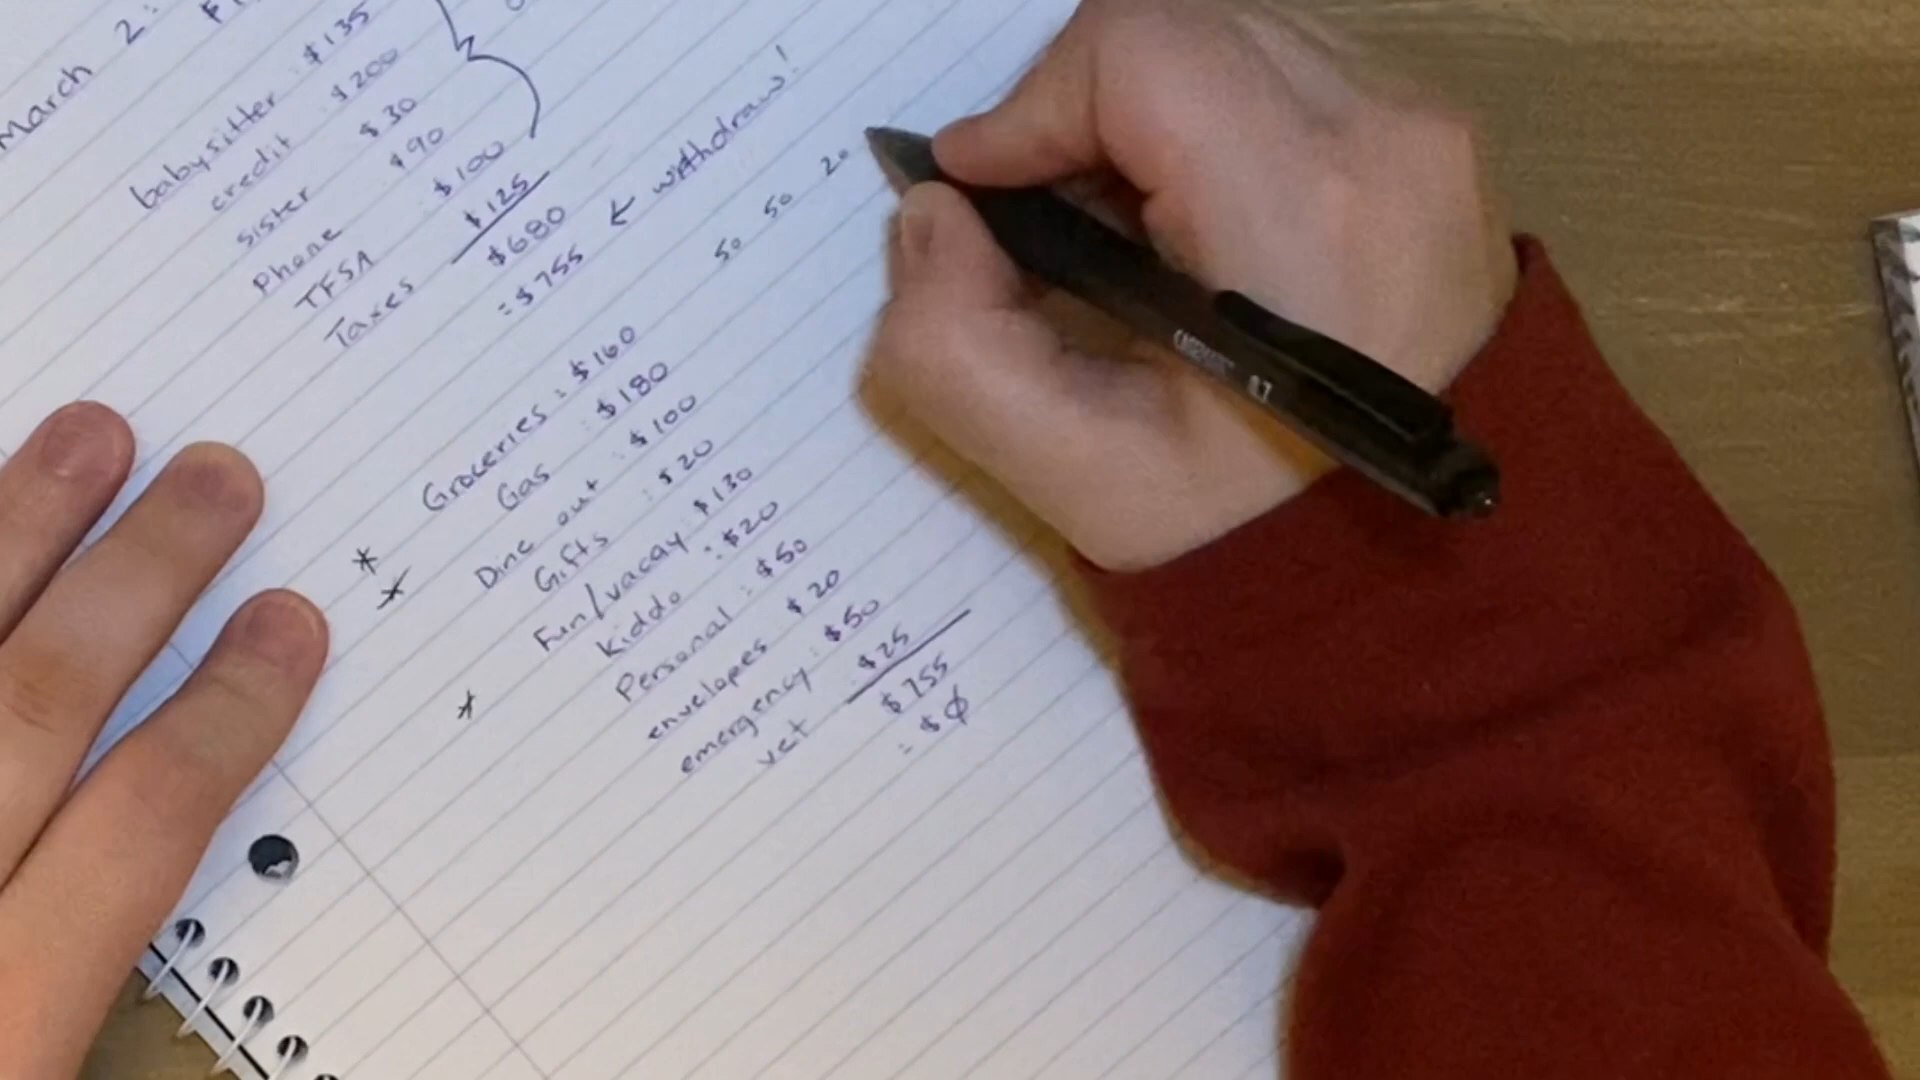 March 2:
babysitter : $135
credit : $200
sister $30
Phone : $90
TFSA : $100
Taxes $125
$680
= $755 ← withdraw!
Groceries : $160 50 50 20
* Gas : $180
* Dine out : $100
Gifts : $20
Fun/vacay : $130
* Kiddo : $20
Personal : $50
envelopes $20
emergency : $50
vet $25
$755
= $0
0.7